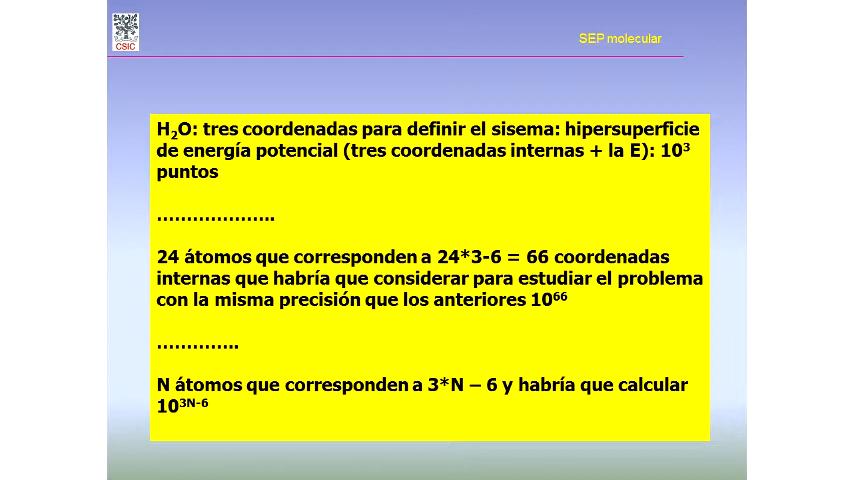 CSIC
SEP molecular
H₂O: tres coordenadas para definir el sisema: hipersuperficie
de energía potencial (tres coordenadas internas + la E): 10³
puntos
………………..
24 átomos que corresponden a 24*3-6 = 66 coordenadas
internas que habría que considerar para estudiar el problema
con la misma precisión que los anteriores 10⁶⁶
…………..
N átomos que corresponden a 3*N – 6 y habría que calcular
10³ᴺ⁻⁶